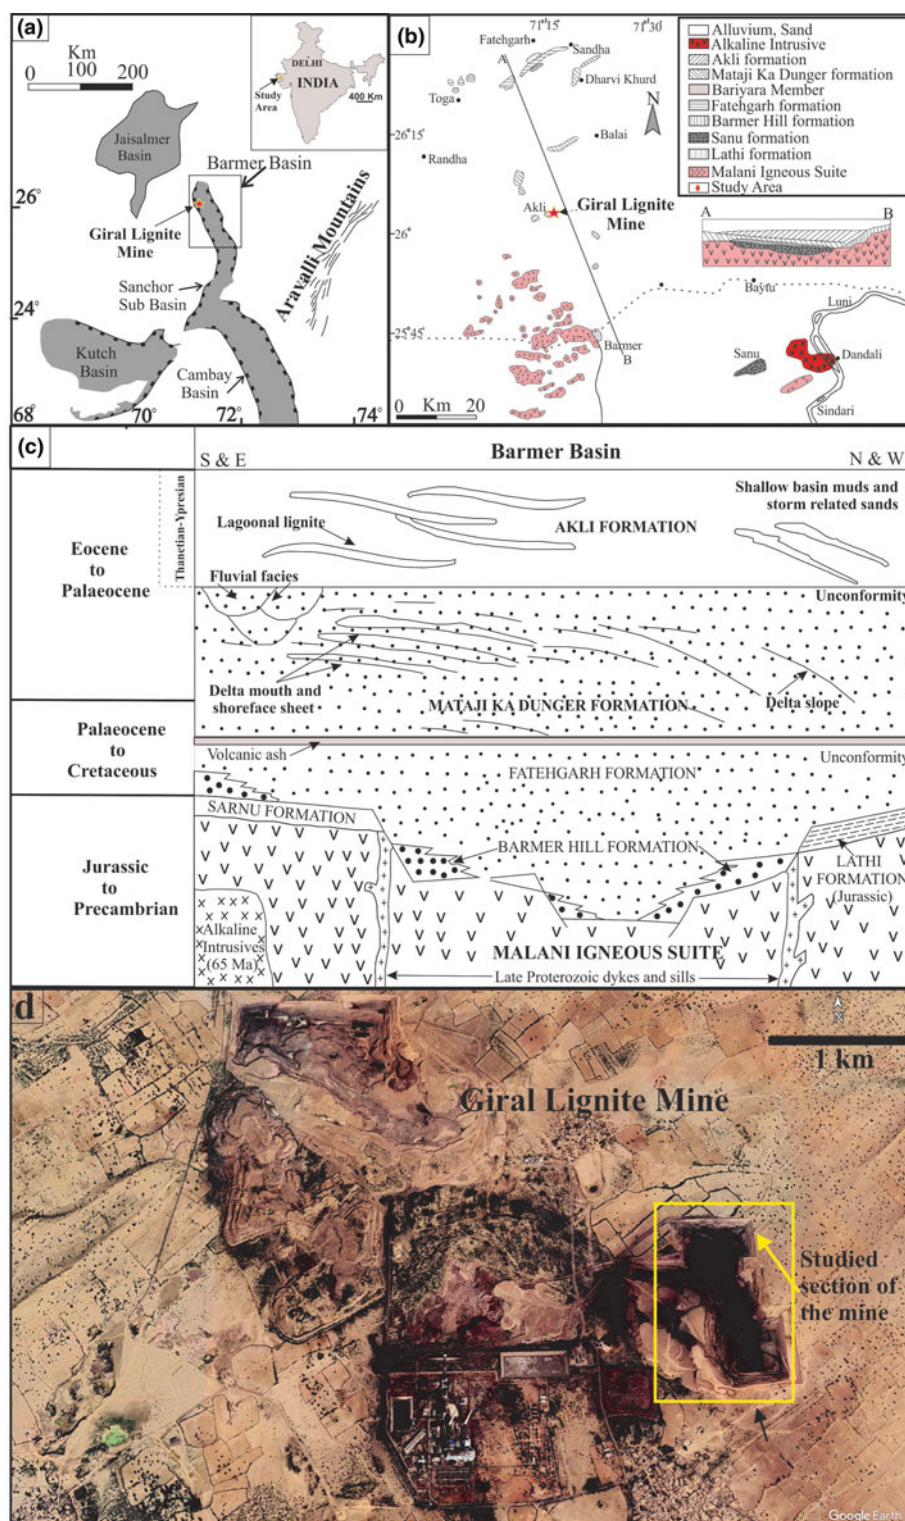 (a)
Km
0 100 200
DELHI
INDIA
Study
Area
400 Km
Jaisalmer
Basin
Barmer Basin
26°
Giral Lignite
Mine
Aravalli Mountains
Sanchor
Sub Basin
24°
Kutch
Basin
Cambay
Basin
68°
70°
72°
74°
(b)
71°15'
71°30'
Fatehgarh
Sandha
A
Dharvi Khurd
Toga
N
26°15'
Balai
Randha
Akli
Giral Lignite
Mine
26°
25°45'
Barmer
B
Baytu
Luni
Sanu
Dandali
Sindari
0 Km 20
A
B
Alluvium, Sand
Alkaline Intrusive
Akli formation
Mataji Ka Dunger formation
Bariyara Member
Fatehgarh formation
Barmer Hill formation
Sanu formation
Lathi formation
Malani Igneous Suite
Study Area
(c)
S & E
Barmer Basin
N & W
Eocene
to
Palaeocene
Thanetian-Ypresian
Lagoonal lignite
AKLI FORMATION
Shallow basin muds and
storm related sands
Fluvial facies
Unconformity
Delta mouth and
shoreface sheet
MATAJI KA DUNGER FORMATION
Delta slope
Palaeocene
to
Cretaceous
Volcanic ash
FATEHGARH FORMATION
Unconformity
Jurassic
to
Precambrian
SARNU FORMATION
BARMER HILL FORMATION
LATHI
FORMATION
(Jurassic)
Alkaline
Intrusives
(65 Ma)
MALANI IGNEOUS SUITE
Late Proterozoic dykes and sills
d
N
1 km
Giral Lignite Mine
Studied
section of
the mine
Google Earth